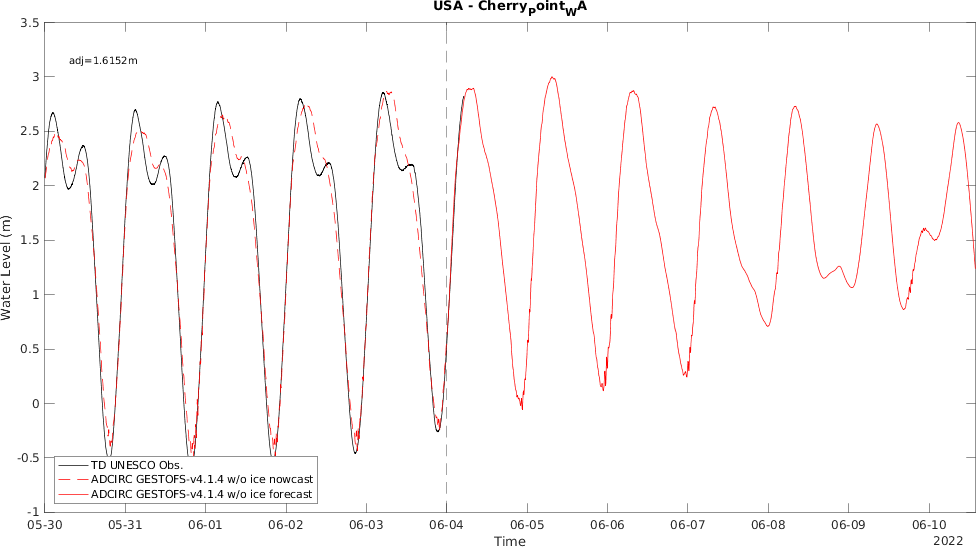 USA - Cherry_Point_WA
3.5
adj=1.6152m
3
2.5
2
1.5
1
0.5
0
-0.5
-1
Water Level (m)
TD UNESCO Obs.
ADCIRC GESTOFS-v4.1.4 w/o ice nowcast
ADCIRC GESTOFS-v4.1.4 w/o ice forecast
05-30 05-31 06-01 06-02 06-03 06-04 06-05 06-06 06-07 06-08 06-09 06-10
Time
2022